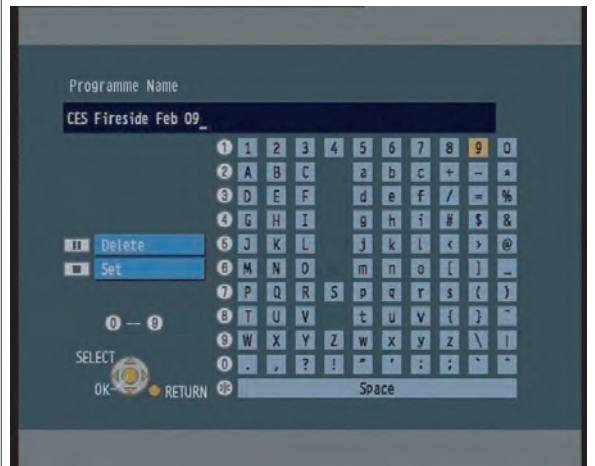 Programme Name
CES Fireside Feb 09_
1 1 2 3 4 5 6 7 8 9 0
2 A B C a b c + - *
3 D E F d e f / = %
4 G H I g h i # $ &
Delete 5 J K L j k l < > @
Set 6 M N O m n o [ ] _
7 P Q R S p q r s ( )
0 — 9 8 T U V t u v { } ~
9 W X Y Z w x y z \ |
SELECT 0 . , ? ! " ' : ; ` ^
OK RETURN * Space